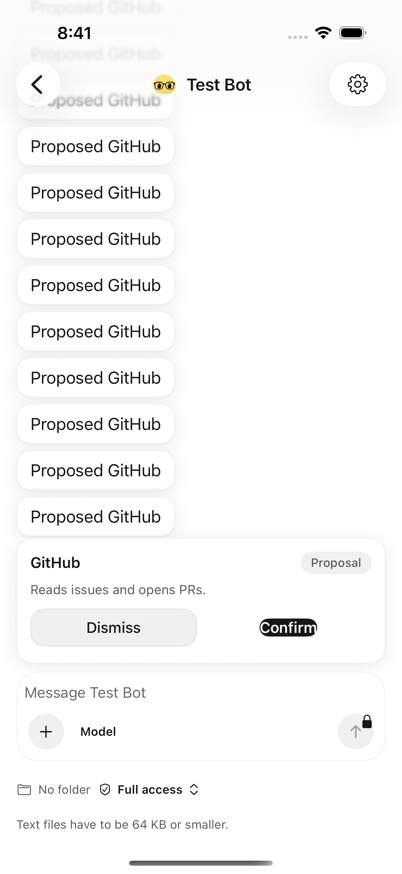 Proposed GitHub
8:41
Proposed GitHub
Test Bot
Proposed GitHub
Proposed GitHub
Proposed GitHub
Proposed GitHub
Proposed GitHub
Proposed GitHub
Proposed GitHub
Proposed GitHub
Proposed GitHub
Proposed GitHub
GitHub
Proposal
Reads issues and opens PRs.
Dismiss
Confirm
Message Test Bot
Model
No folder
Full access
Text files have to be 64 KB or smaller.